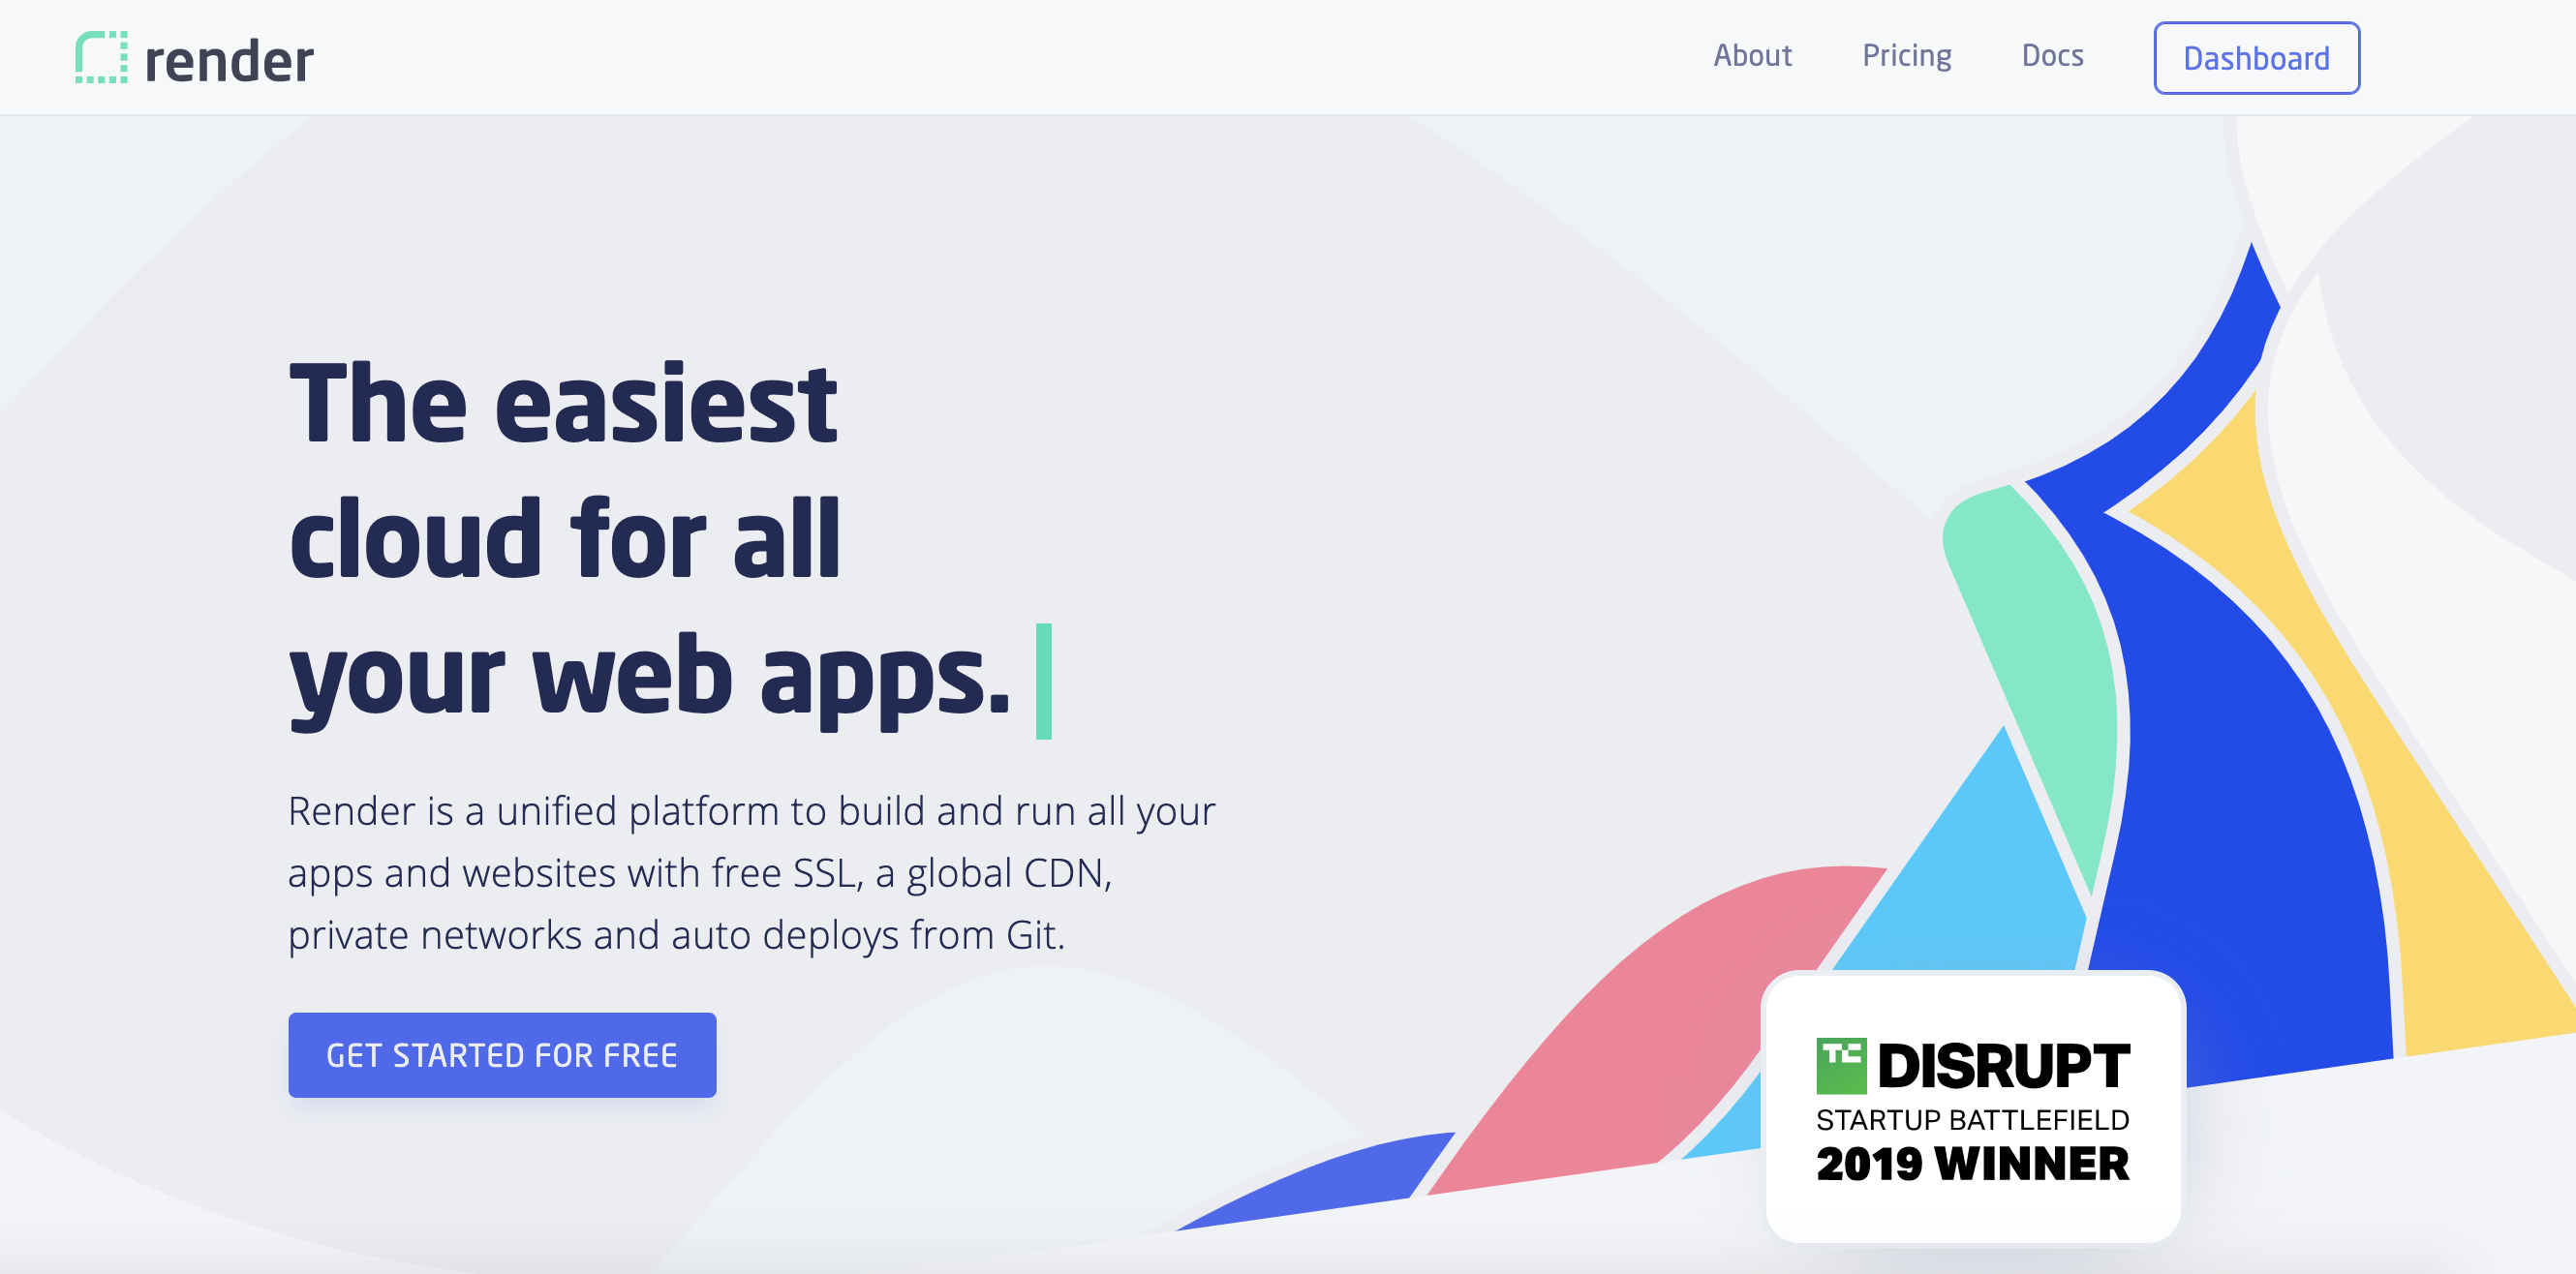 render
About
Pricing
Docs
Dashboard
The easiest
cloud for all
your web apps.
Render is a unified platform to build and run all your
apps and websites with free SSL, a global CDN,
private networks and auto deploys from Git.
GET STARTED FOR FREE
TC DISRUPT
STARTUP BATTLEFIELD
2019 WINNER